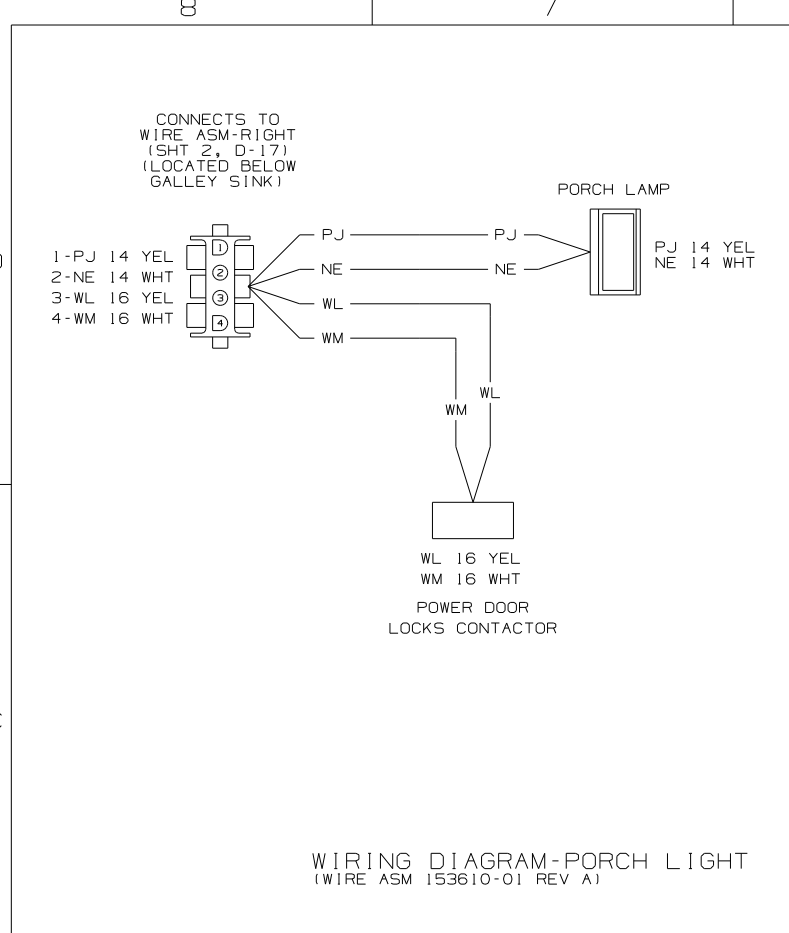 8 7
CONNECTS TO
WIRE ASM-RIGHT
(SHT 2, D-17)
(LOCATED BELOW
GALLEY SINK)
PORCH LAMP
1-PJ 14 YEL
2-NE 14 WHT
3-WL 16 YEL
4-WM 16 WHT
1
2
3
4
PJ PJ
NE NE
WL
WM
PJ 14 YEL
NE 14 WHT
WL
WM
WL 16 YEL
WM 16 WHT
POWER DOOR
LOCKS CONTACTOR
WIRING DIAGRAM-PORCH LIGHT
(WIRE ASM 153610-01 REV A)